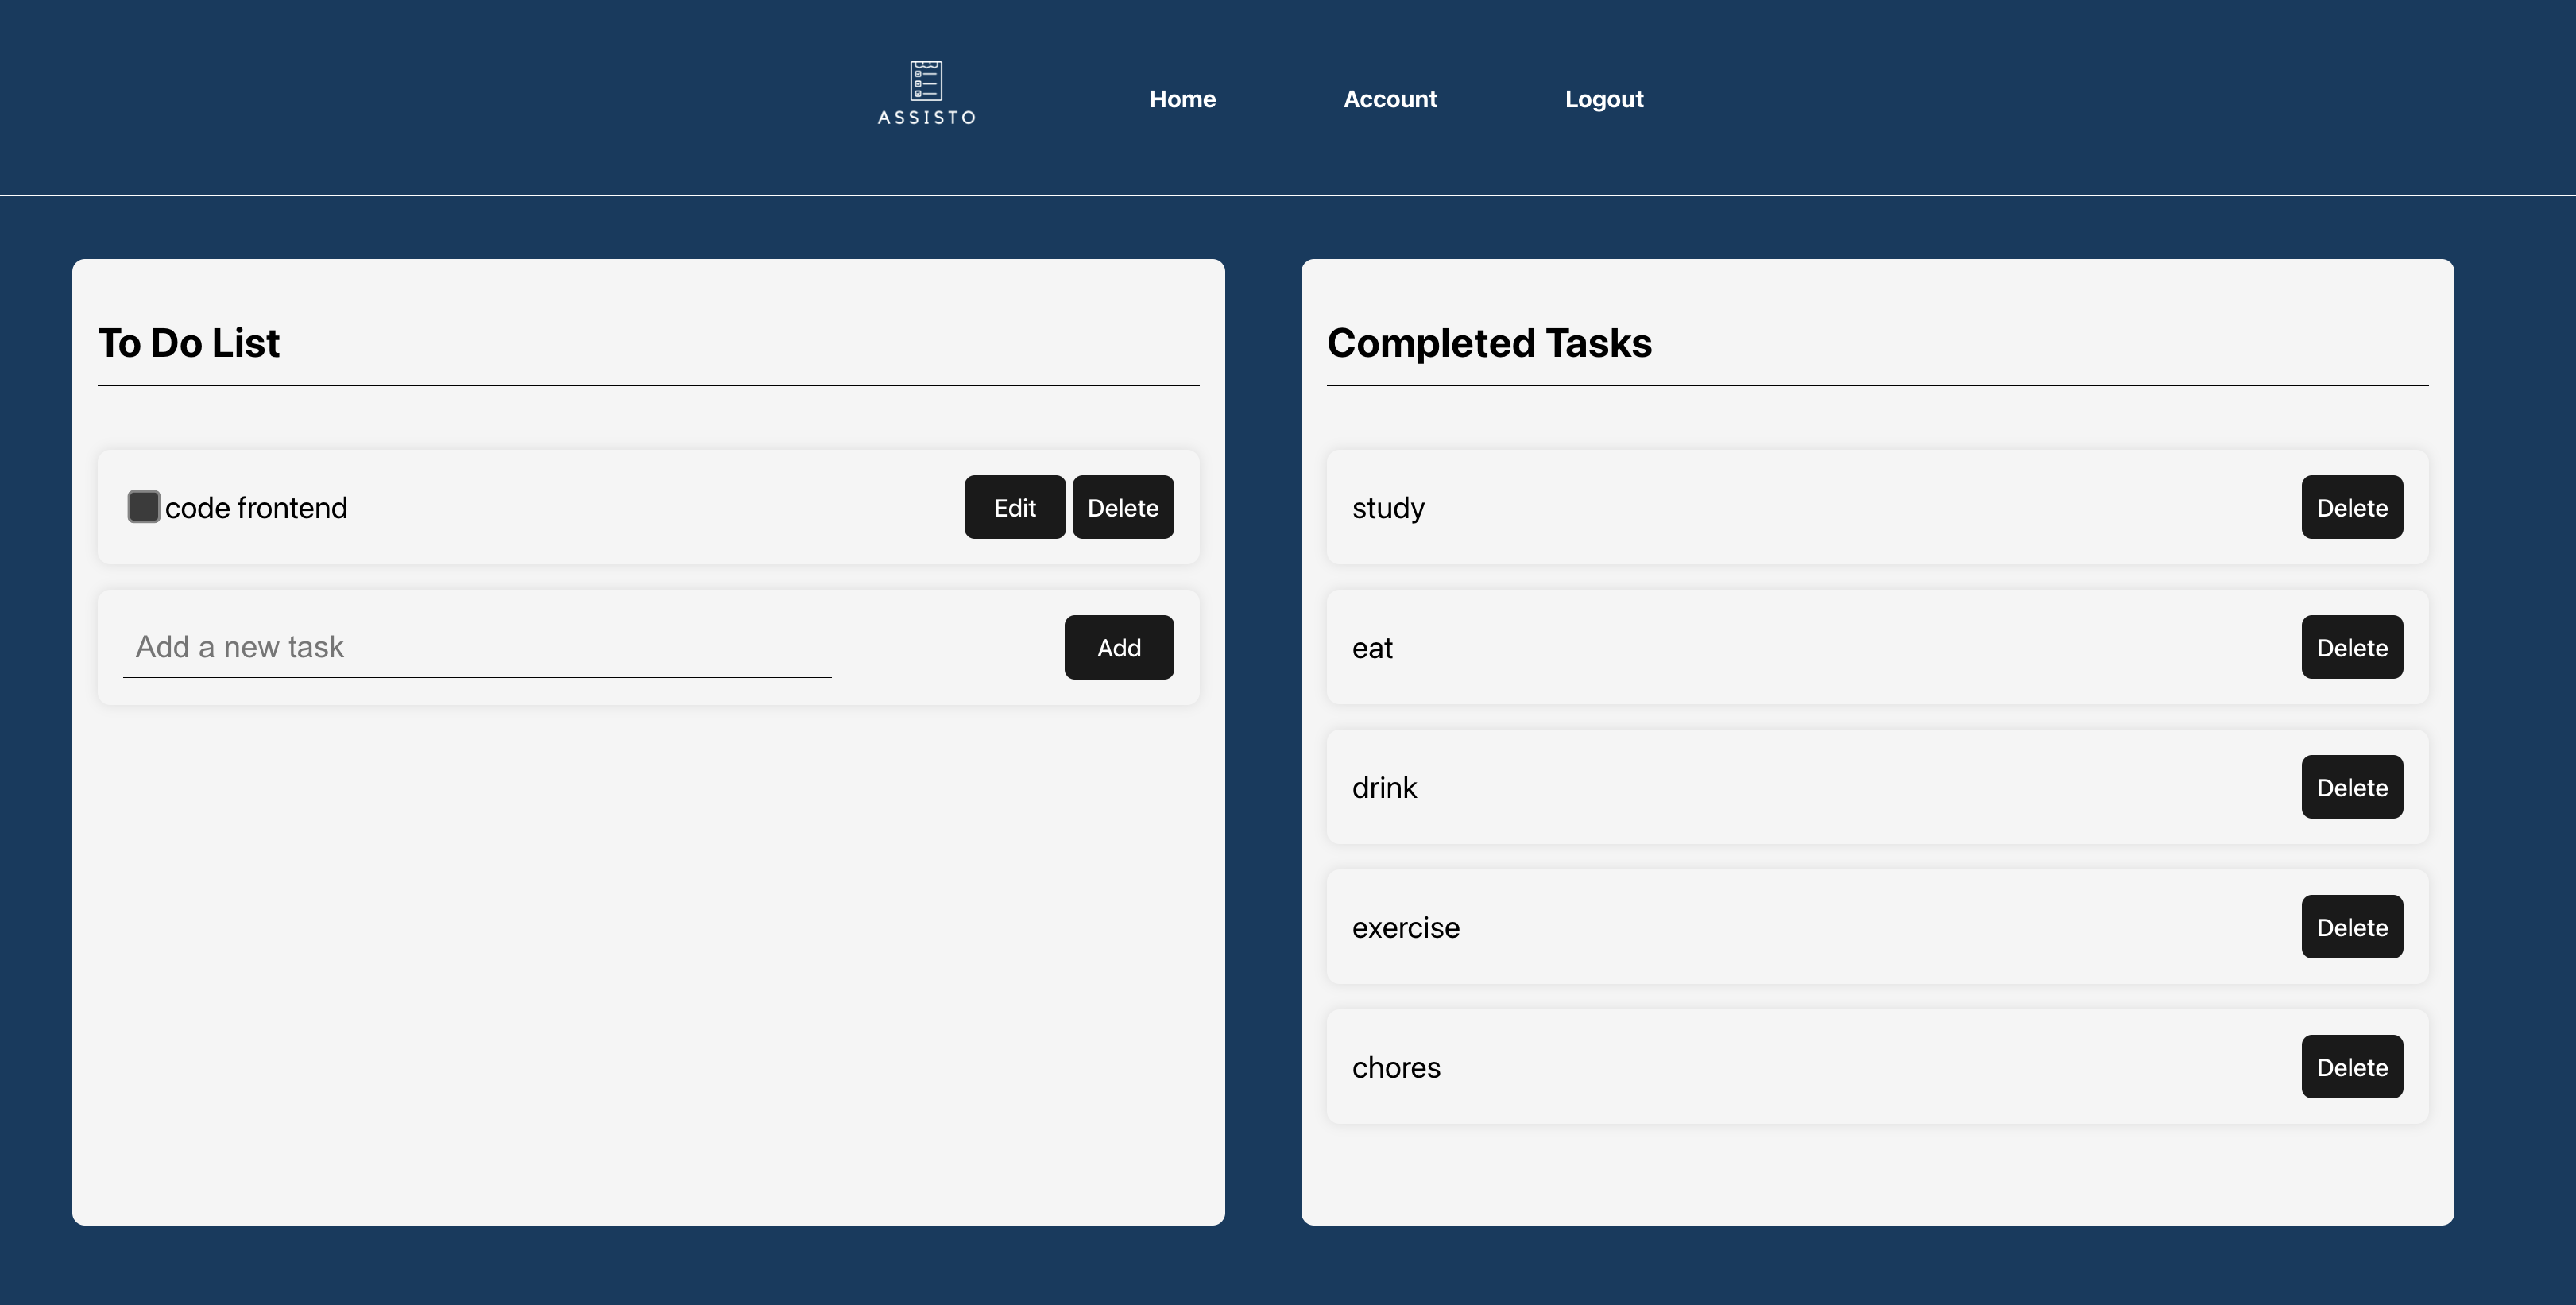 ASSISTO
Home
Account
Logout
To Do List
code frontend
Edit
Delete
Add a new task
Add
Completed Tasks
study
Delete
eat
Delete
drink
Delete
exercise
Delete
chores
Delete